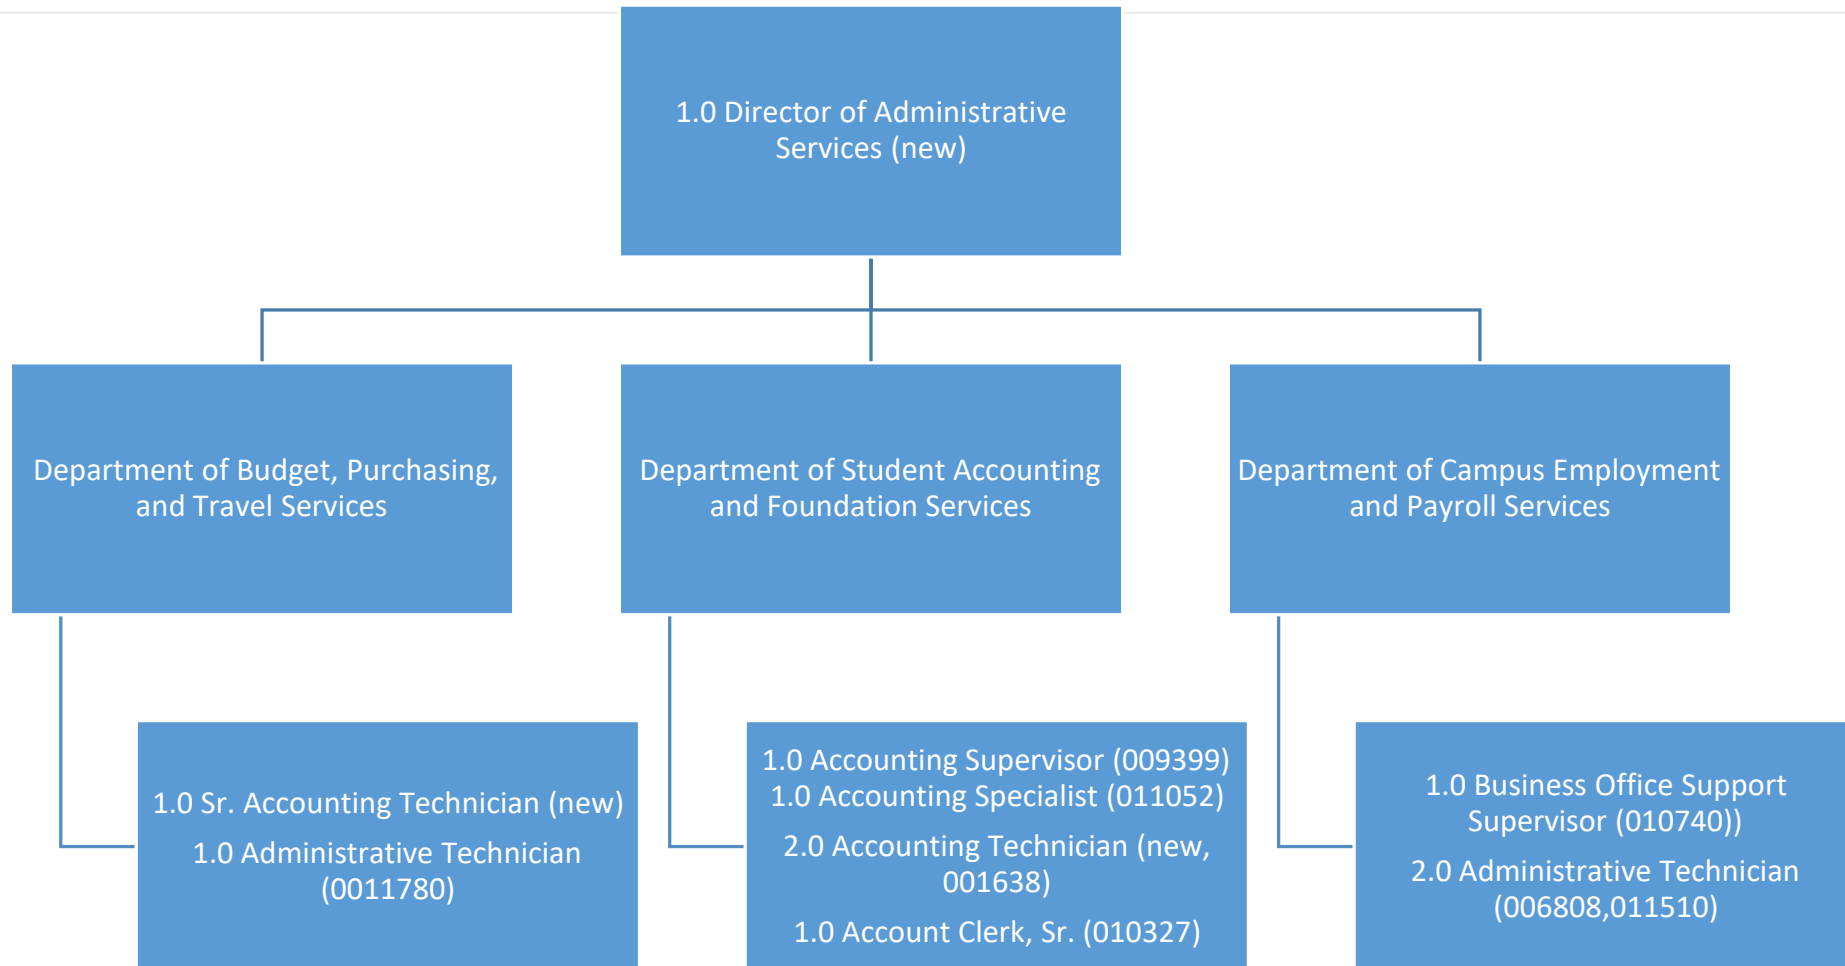 1.0 Director of Administrative
Services (new)
Department of Budget, Purchasing,
and Travel Services
Department of Student Accounting
and Foundation Services
Department of Campus Employment
and Payroll Services
1.0 Sr. Accounting Technician (new)
1.0 Administrative Technician
(0011780)
1.0 Accounting Supervisor (009399)
1.0 Accounting Specialist (011052)
2.0 Accounting Technician (new,
001638)
1.0 Account Clerk, Sr. (010327)
1.0 Business Office Support
Supervisor (010740))
2.0 Administrative Technician
(006808,011510)